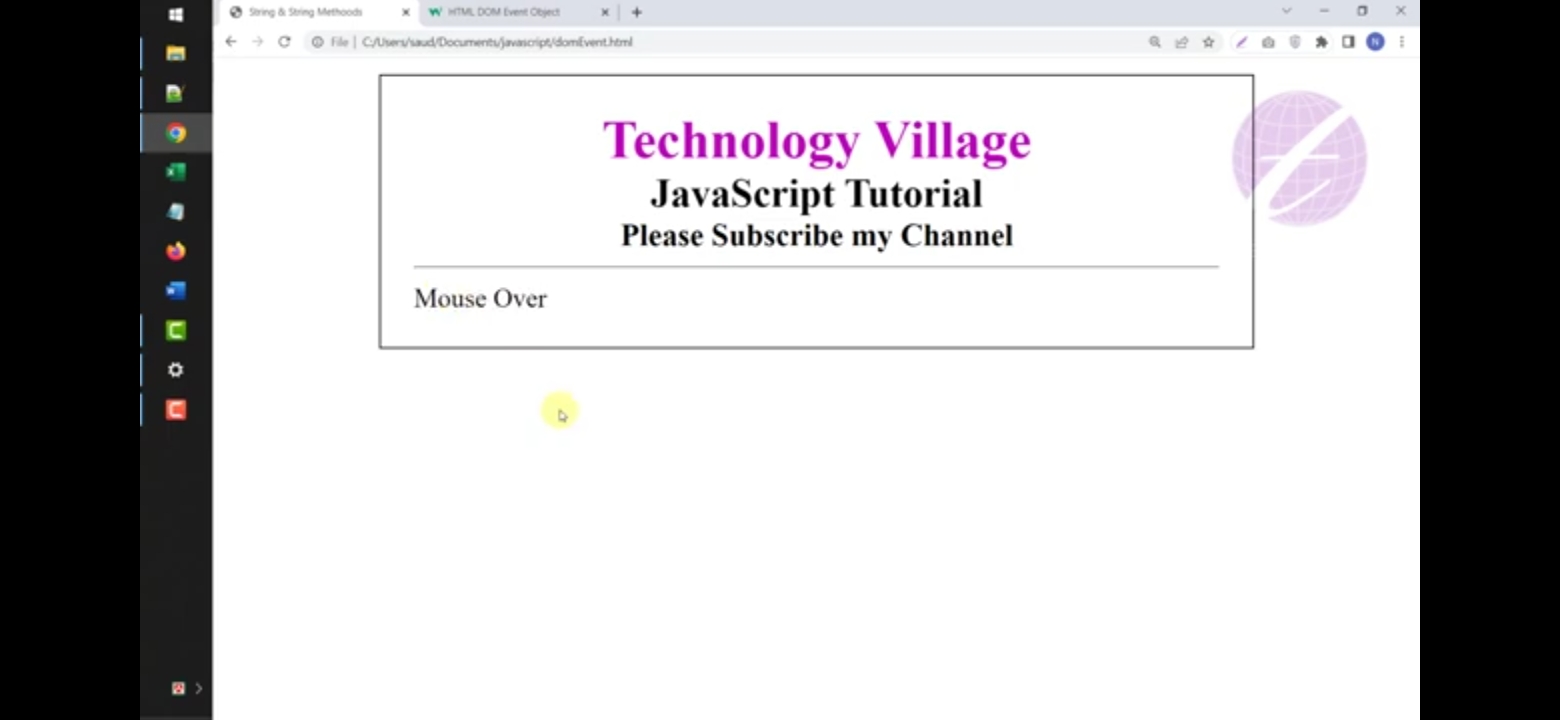 String & String Methoods
HTML DOM Event Object
File | C:/Users/saud/Documents/javascript/domEvent.html
N
Technology Village
JavaScript Tutorial
Please Subscribe my Channel
Mouse Over